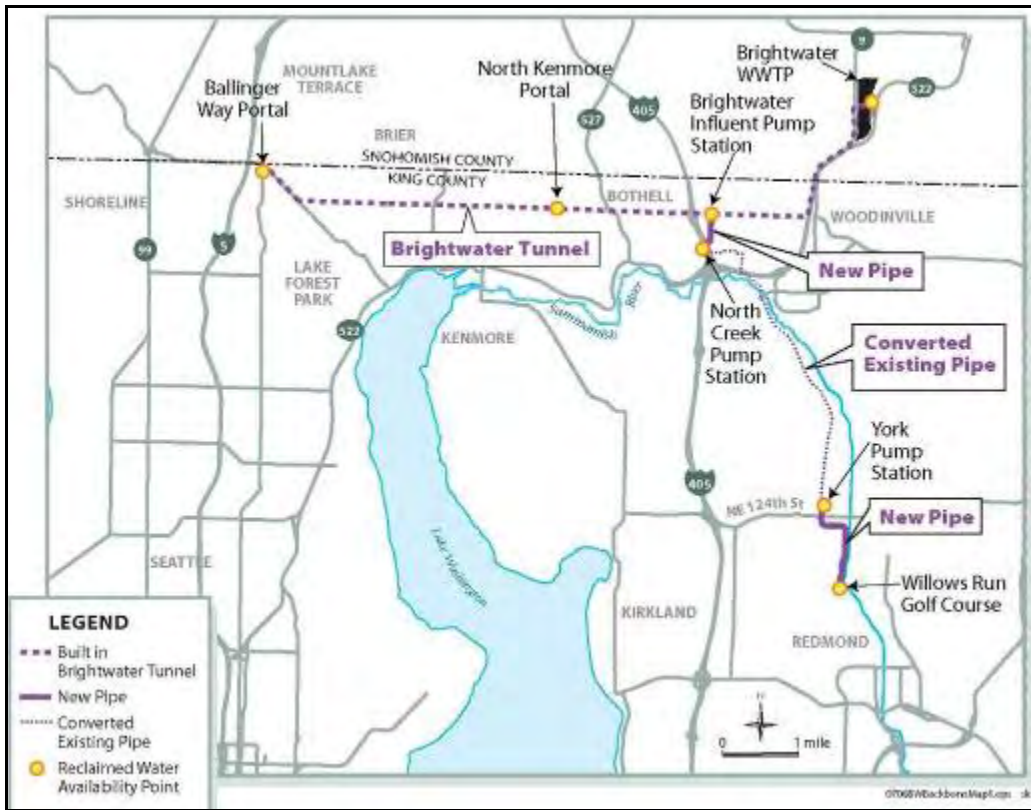 Brightwater
WWTP
9
522
North Kenmore
Portal
MOUNTLAKE
TERRACE
Ballinger
Way Portal
405
527
Brightwater
Influent Pump
Station
BRIER
SNOHOMISH COUNTY
KING COUNTY
SHORELINE
BOTHELL
WOODINVILLE
99
5
Brightwater Tunnel
New Pipe
LAKE
FOREST
PARK
522
KENMORE
Sammamish
River
North
Creek
Pump
Station
Converted
Existing Pipe
York
Pump
Station
405
NE 124th St
New Pipe
SEATTLE
Lake Washington
Willows Run
Golf Course
KIRKLAND
REDMOND
LEGEND
Built in
Brightwater Tunnel
New Pipe
Converted
Existing Pipe
Reclaimed Water
Availability Point
N
0 1 mile